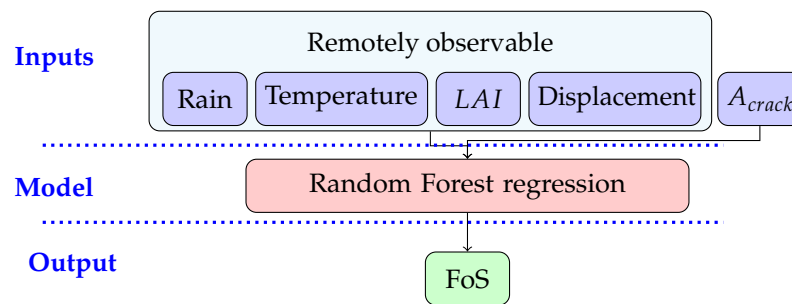 Remotely observable
Inputs
Rain Temperature LAI Displacement A_crack
Model Random Forest regression
Output
FoS